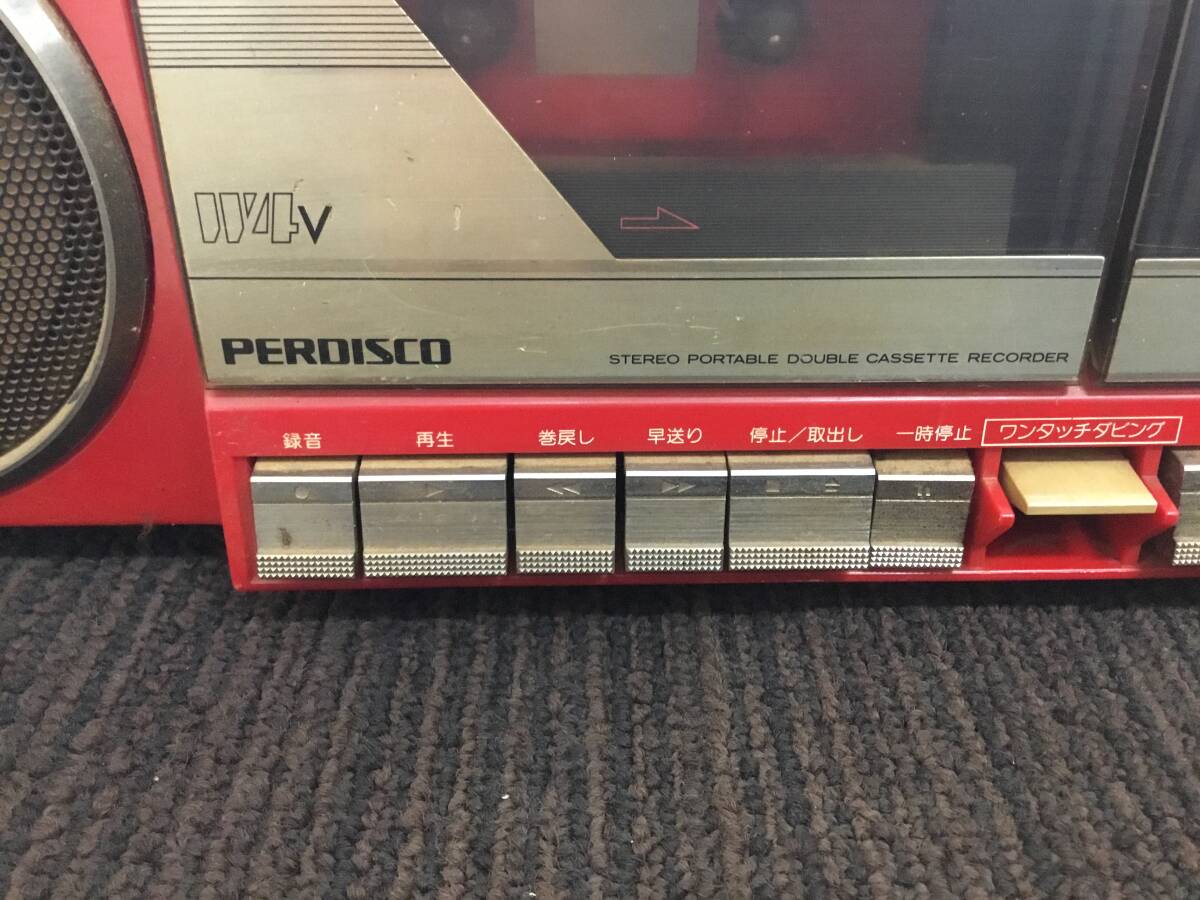 W4V
PERDISCO
STEREO PORTABLE DOUBLE CASSETTE RECORDER
録音 再生 巻戻し 早送り 停止/取出し 一時停止 ワンタッチダビング